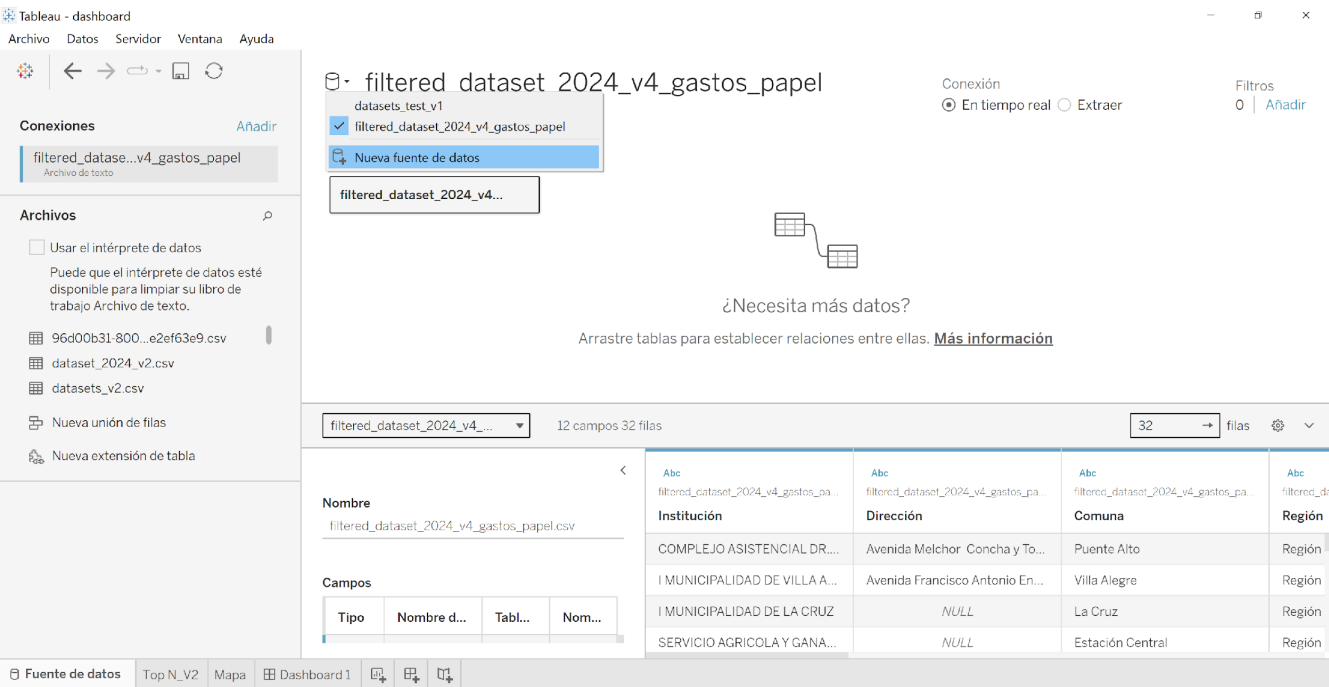 Tableau - dashboard
Archivo Datos Servidor Ventana Ayuda
filtered_dataset_2024_v4_gastos_papel
Conexión
En tiempo real Extraer
Filtros
0 Añadir
datasets_test_v1
filtered_dataset_2024_v4_gastos_papel
Nueva fuente de datos
filtered_dataset_2024_v4...
Conexiones Añadir
filtered_datase...v4_gastos_papel
Archivo de texto
Archivos
Usar el intérprete de datos
Puede que el intérprete de datos esté
disponible para limpiar su libro de
trabajo Archivo de texto.
96d00b31-800...e2ef63e9.csv
dataset_2024_v2.csv
datasets_v2.csv
Nueva unión de filas
Nueva extensión de tabla
¿Necesita más datos?
Arrastre tablas para establecer relaciones entre ellas. Más información
filtered_dataset_2024_v4_... 12 campos 32 filas 32 filas
Nombre
filtered_dataset_2024_v4_gastos_papel.csv
Campos
Tipo Nombre d... Tabl... Nom...
Abc Abc Abc Abc
filtered_dataset_2024_v4_gastos_pa... filtered_dataset_2024_v4_gastos_pa... filtered_dataset_2024_v4_gastos_pa... filtered_da
Institución Dirección Comuna Región
COMPLEJO ASISTENCIAL DR.... Avenida Melchor Concha y To... Puente Alto Región
I MUNICIPALIDAD DE VILLA A... Avenida Francisco Antonio En... Villa Alegre Región
I MUNICIPALIDAD DE LA CRUZ NULL La Cruz Región
SERVICIO AGRICOLA Y GANA... NULL Estación Central Región
Fuente de datos Top N_V2 Mapa Dashboard 1